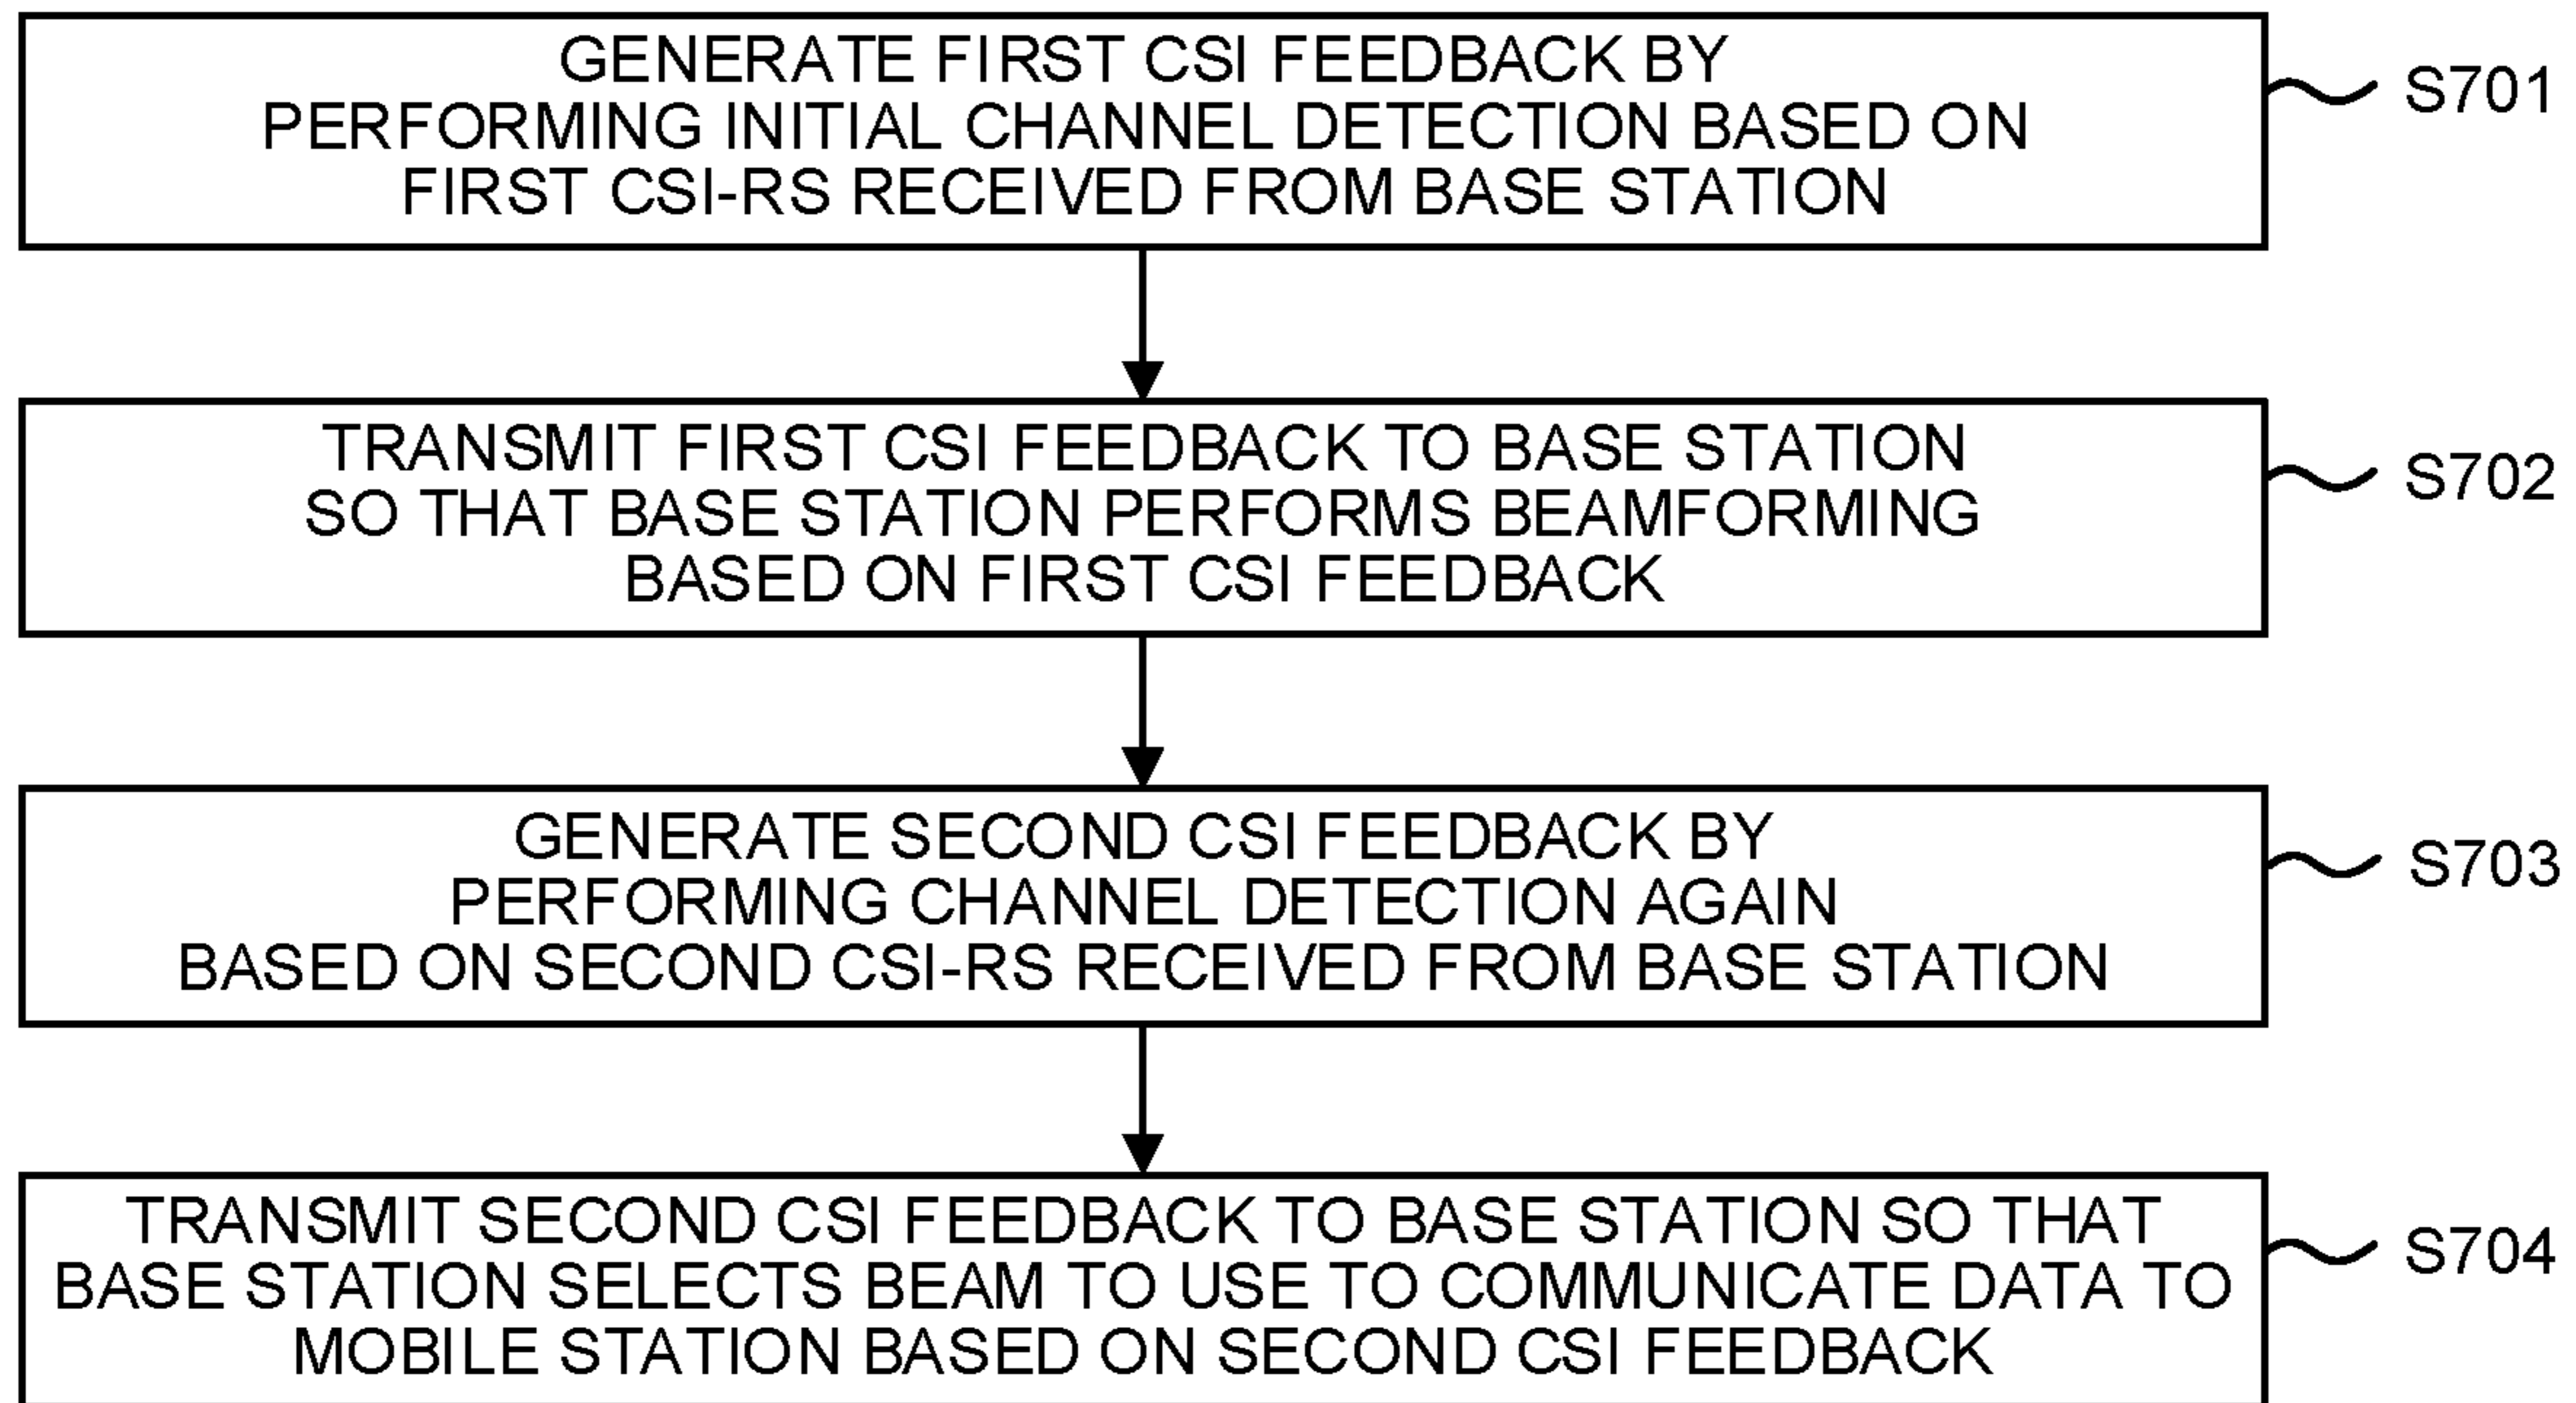 GENERATE FIRST CSI FEEDBACK BY
PERFORMING INITIAL CHANNEL DETECTION BASED ON
FIRST CSI-RS RECEIVED FROM BASE STATION
S701
TRANSMIT FIRST CSI FEEDBACK TO BASE STATION
SO THAT BASE STATION PERFORMS BEAMFORMING
BASED ON FIRST CSI FEEDBACK
S702
GENERATE SECOND CSI FEEDBACK BY
PERFORMING CHANNEL DETECTION AGAIN
BASED ON SECOND CSI-RS RECEIVED FROM BASE STATION
S703
TRANSMIT SECOND CSI FEEDBACK TO BASE STATION SO THAT
BASE STATION SELECTS BEAM TO USE TO COMMUNICATE DATA TO
MOBILE STATION BASED ON SECOND CSI FEEDBACK
S704